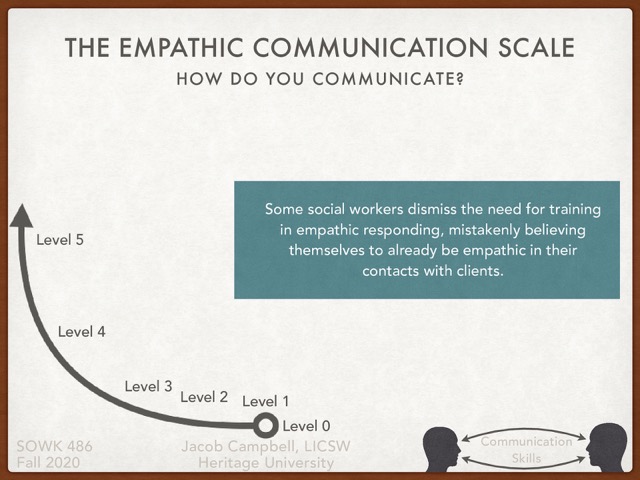 THE EMPATHIC COMMUNICATION SCALE
HOW DO YOU COMMUNICATE?
Some social workers dismiss the need for training
in empathic responding, mistakenly believing
themselves to already be empathic in their
contacts with clients.
Level 5
Level 4
Level 3
Level 2
Level 1
Level 0
SOWK 486
Fall 2020
Jacob Campbell, LICSW
Heritage University
Communication
Skills